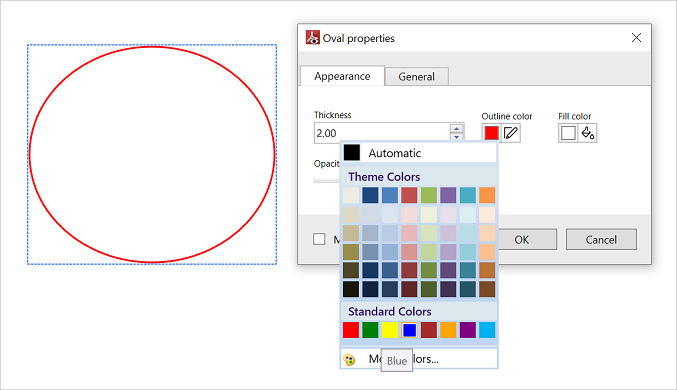 Oval properties
Appearance
General
Thickness
Outline color
Fill color
2.00
Automatic
Opacit
Theme Colors
M
OK
Cancel
Standard Colors
Mo
lors...
Blue